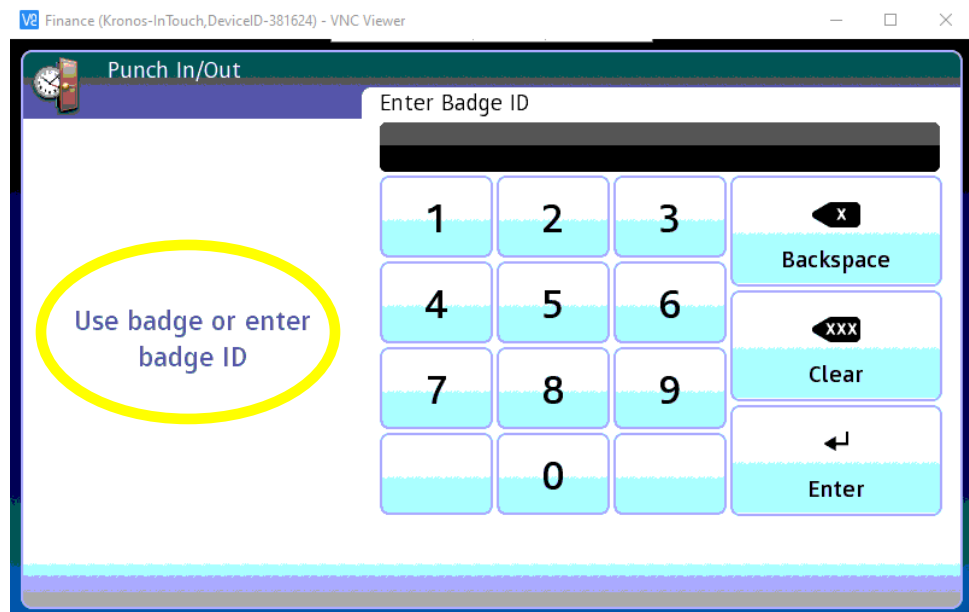 Finance (Kronos-InTouch,DeviceID-381624) - VNC Viewer
Punch In/Out
Enter Badge ID
Use badge or enter
badge ID
1 2 3
4 5 6
7 8 9
0
X
Backspace
XXX
Clear
Enter